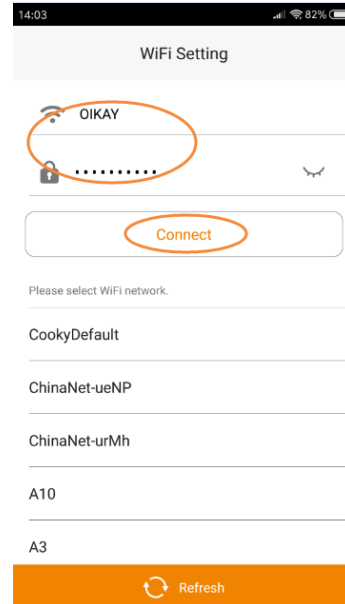 14:03 82%
WiFi Setting
OIKAY
••••••••••
Connect
Please select WiFi network.
CookyDefault
ChinaNet-ueNP
ChinaNet-urMh
A10
A3
Refresh